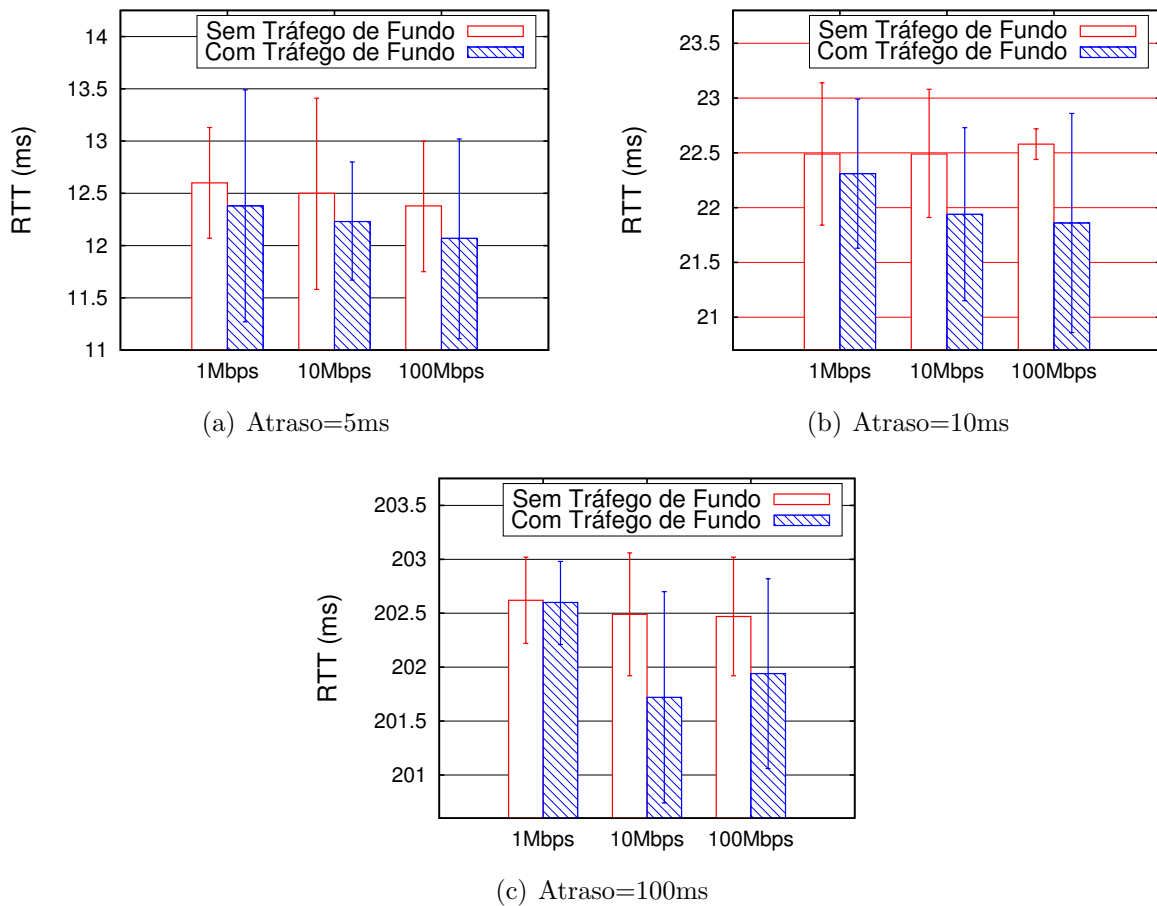 14
13.5
13
12.5
12
11.5
11
RTT (ms)
Sem Tráfego de Fundo
Com Tráfego de Fundo
1Mbps 10Mbps 100Mbps
(a) Atraso=5ms
23.5
23
22.5
22
21.5
21
RTT (ms)
Sem Tráfego de Fundo
Com Tráfego de Fundo
1Mbps 10Mbps 100Mbps
(b) Atraso=10ms
203.5
203
202.5
202
201.5
201
RTT (ms)
Sem Tráfego de Fundo
Com Tráfego de Fundo
1Mbps 10Mbps 100Mbps
(c) Atraso=100ms